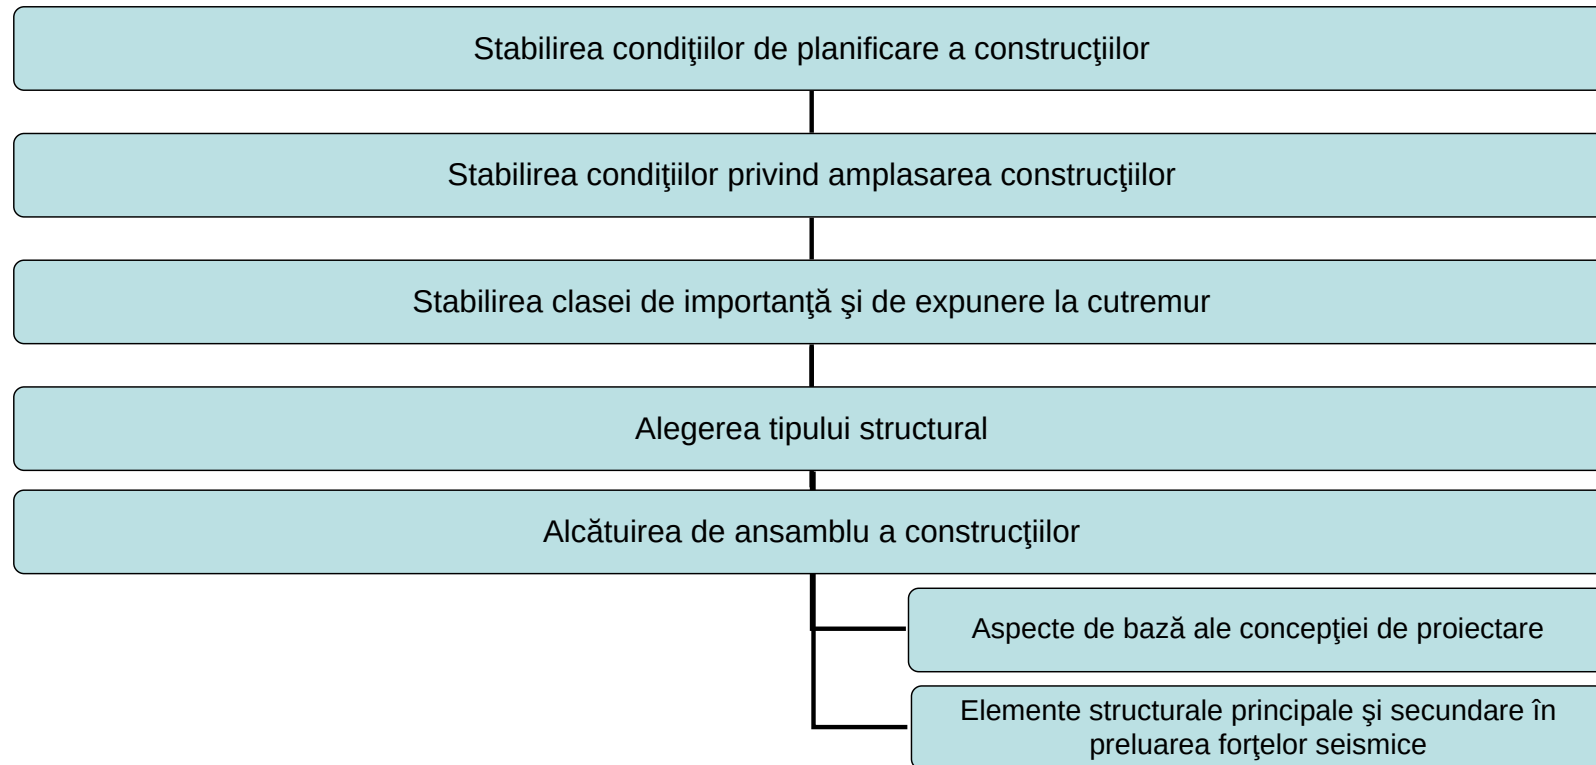 Stabilirea condiţiilor de planificare a construcţiilor
Stabilirea condiţiilor privind amplasarea construcţiilor
Stabilirea clasei de importanţă şi de expunere la cutremur
Alegerea tipului structural
Alcătuirea de ansamblu a construcţiilor
Aspecte de bază ale concepţiei de proiectare
Elemente structurale principale şi secundare în
preluarea forţelor seismice